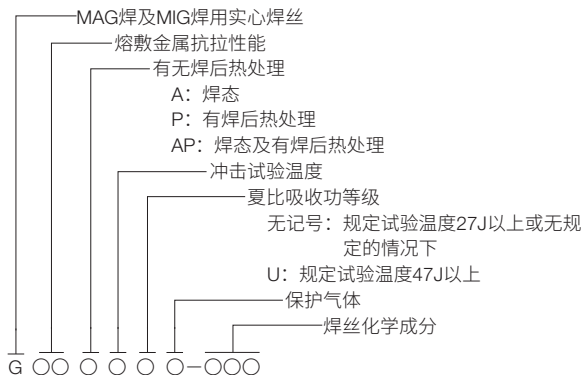 MAG焊及MIG焊用实心焊丝
熔敷金属抗拉性能
有无焊后热处理
A：焊态
P：有焊后热处理
AP：焊态及有焊后热处理
冲击试验温度
夏比吸收功等级
无记号：规定试验温度27J以上或无规
定的情况下
U：规定试验温度47J以上
保护气体
焊丝化学成分
G ○○ ○ ○ ○ ○－○○○